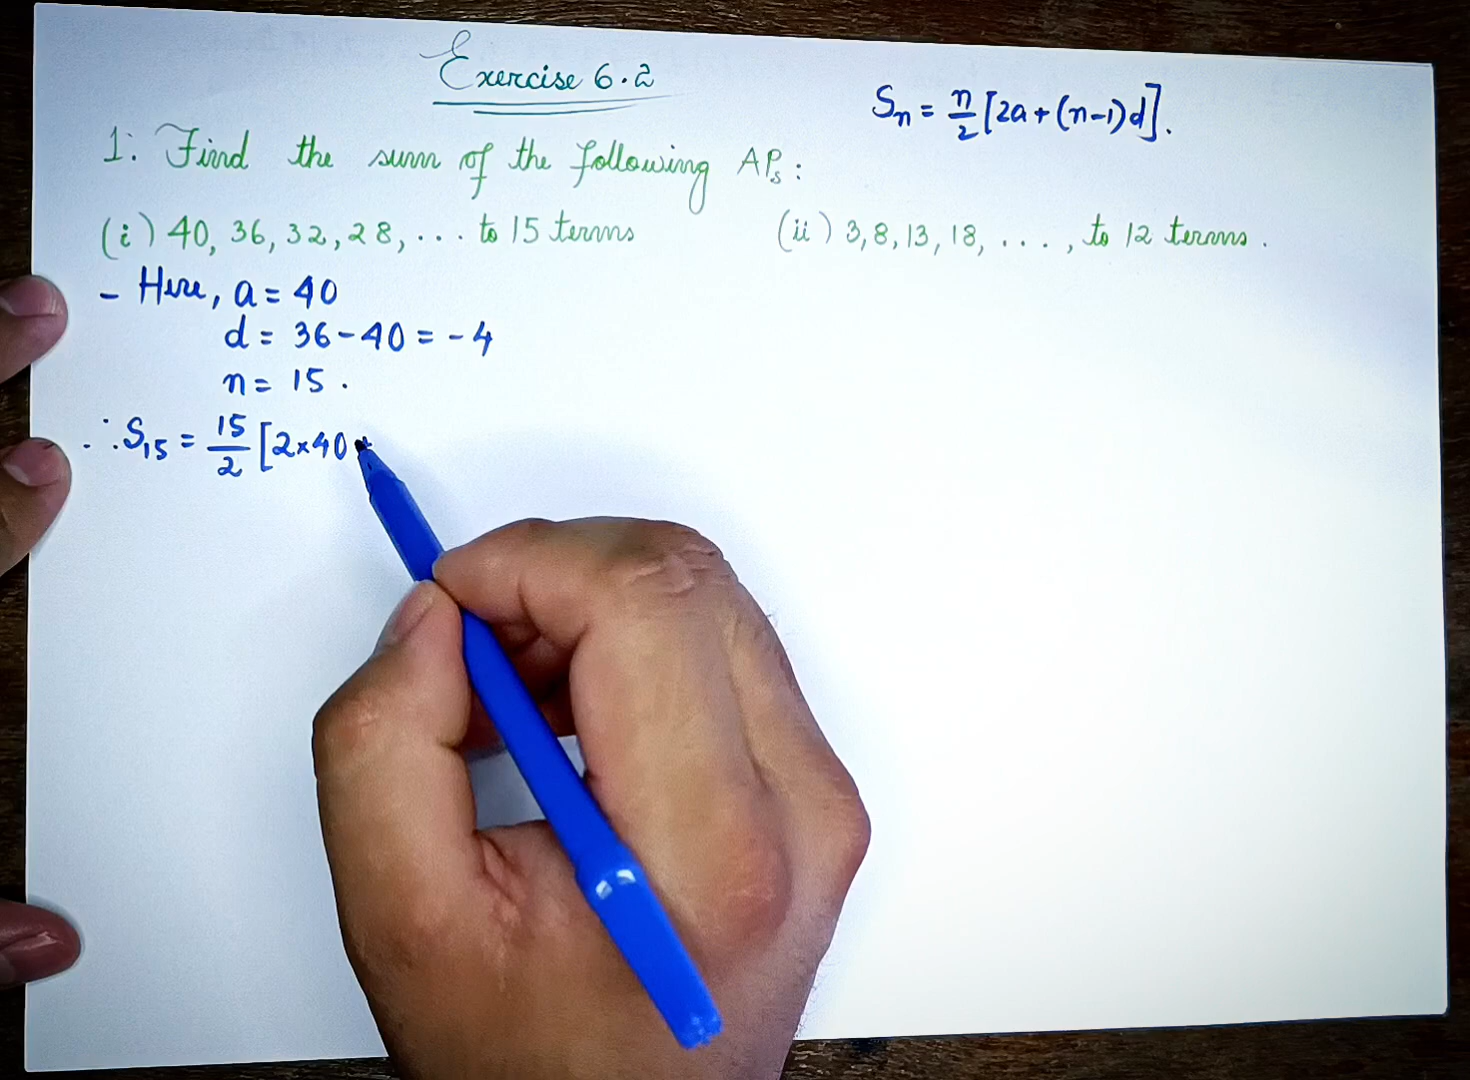 Exercise 6.2
Sn = n/2 [2a + (n-1)d].
1. Find the sum of the following APs :
(i) 40, 36, 32, 28, ... to 15 terms
(ii) 3, 8, 13, 18, ...., to 12 terms.
- Here, a = 40
d = 36 - 40 = -4
n = 15.
∴ S15 = 15/2 [2×40 +